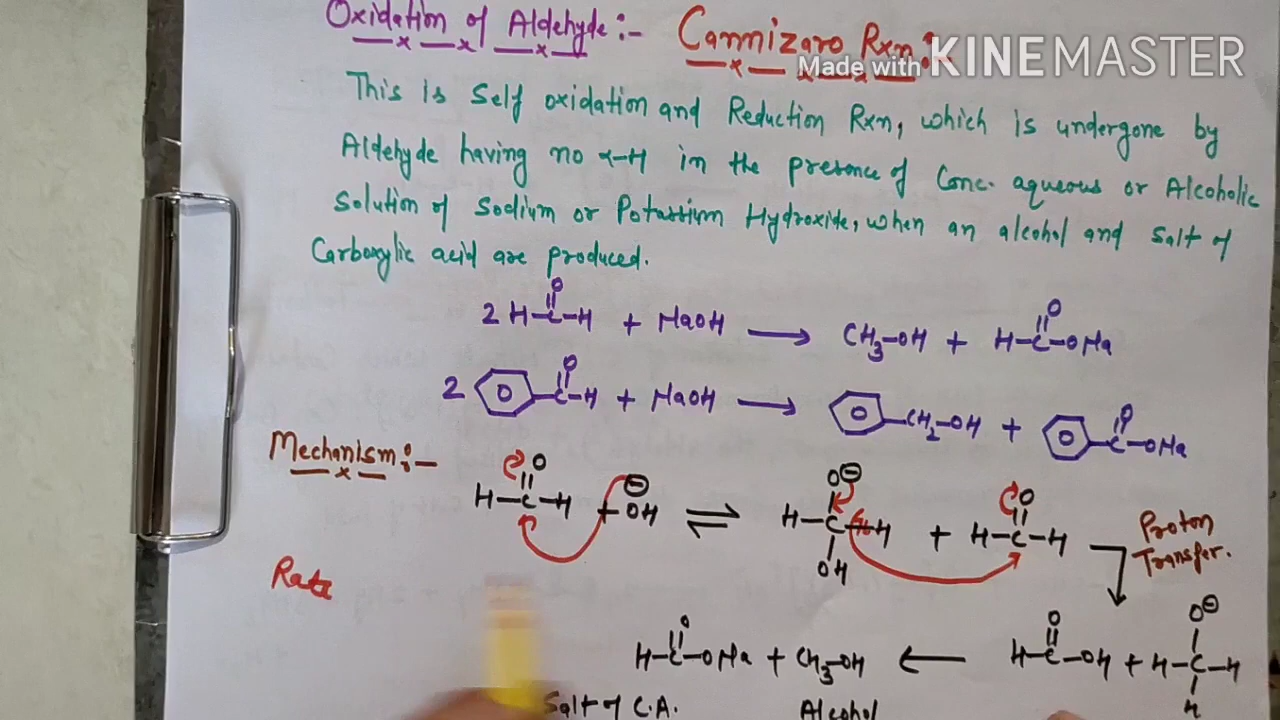 Oxidation of Aldehyde:- Cannizaro Rxn:-
Made with KINEMASTER
This is Self oxidation and Reduction Rxn, which is undergone by
Aldehyde having no α-H in the presence of Conc. aqueous or Alcoholic
Solution of Sodium or Potassium Hydroxide, when an alcohol and Salt of
Carboxylic acid are produced.
2 H-C(=O)-H + NaOH → CH3-OH + H-C(=O)-ONa
2 C(=O)-H + NaOH → CH2-OH + C(=O)-ONa
Mechanism:-
H-C(=O)-H + ⊖OH ⇌ H-C(O⊖)(OH)-H + H-C(=O)-H
Proton
Transfer.
Rate
H-C(=O)-ONa + CH3-OH ← H-C(=O)-OH + H-C(O⊖)(H)-H
Salt of C.A. Alcohol